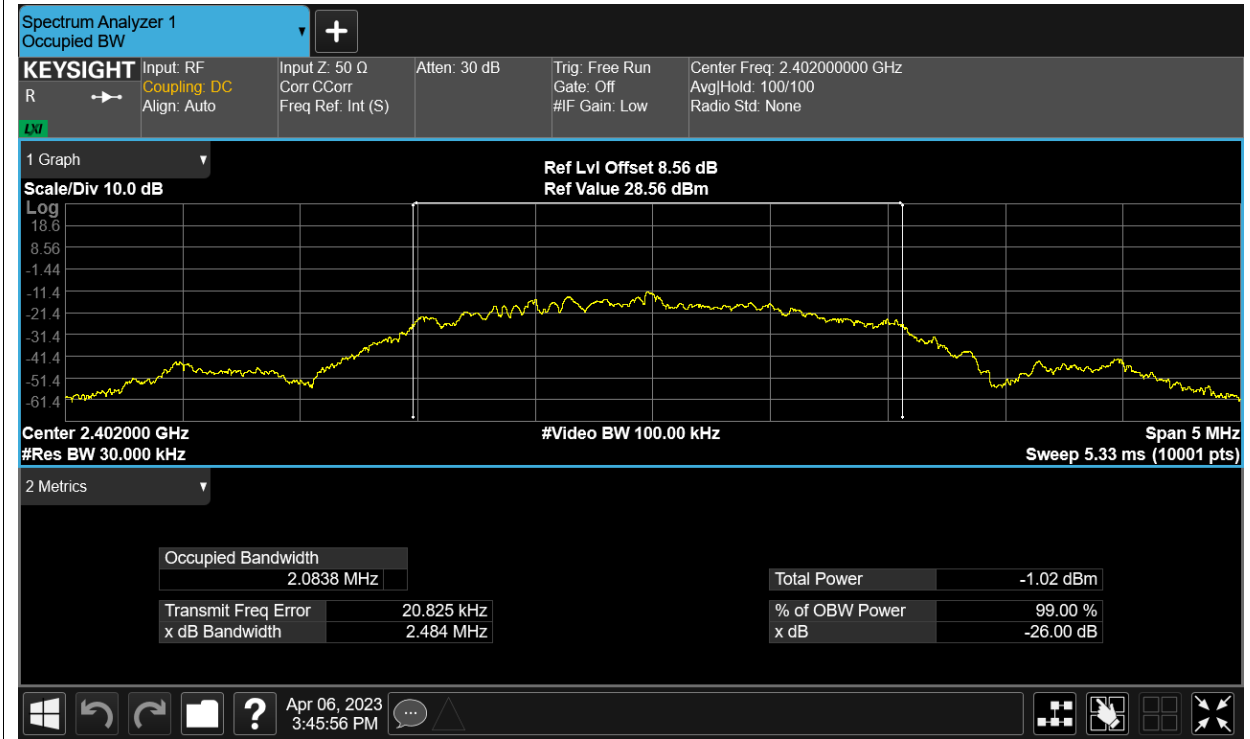 Spectrum Analyzer 1
Occupied BW
KEYSIGHT
R
LXI
Input: RF
Coupling: DC
Align: Auto
Input Z: 50 Ω
Corr CCorr
Freq Ref: Int (S)
Atten: 30 dB
Trig: Free Run
Gate: Off
#IF Gain: Low
Center Freq: 2.402000000 GHz
Avg|Hold: 100/100
Radio Std: None
1 Graph
Scale/Div 10.0 dB
Ref Lvl Offset 8.56 dB
Ref Value 28.56 dBm
Log
18.6
8.56
-1.44
-11.4
-21.4
-31.4
-41.4
-51.4
-61.4
Center 2.402000 GHz
#Video BW 100.00 kHz
Span 5 MHz
#Res BW 30.000 kHz
Sweep 5.33 ms (10001 pts)
2 Metrics
Occupied Bandwidth
2.0838 MHz
Transmit Freq Error 20.825 kHz
x dB Bandwidth 2.484 MHz
Total Power -1.02 dBm
% of OBW Power 99.00 %
x dB -26.00 dB
?
Apr 06, 2023
3:45:56 PM